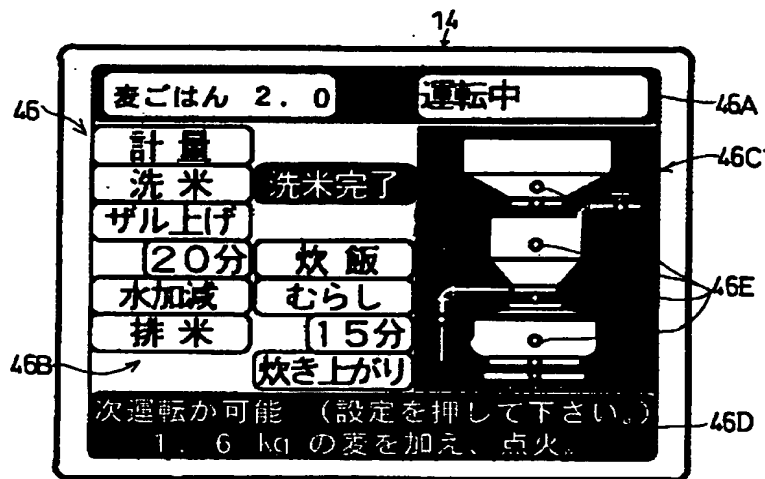 14
麦ごはん 2.0 運転中
46A
46
計量
46C
洗米 洗米完了
ザル上げ
20分 炊飯
水加減 むらし
46E
排米 15分
46B
炊き上がり
次運転か可能 (設定を押して下さい。)
46D
1.6 kgの麦を加え、点火。